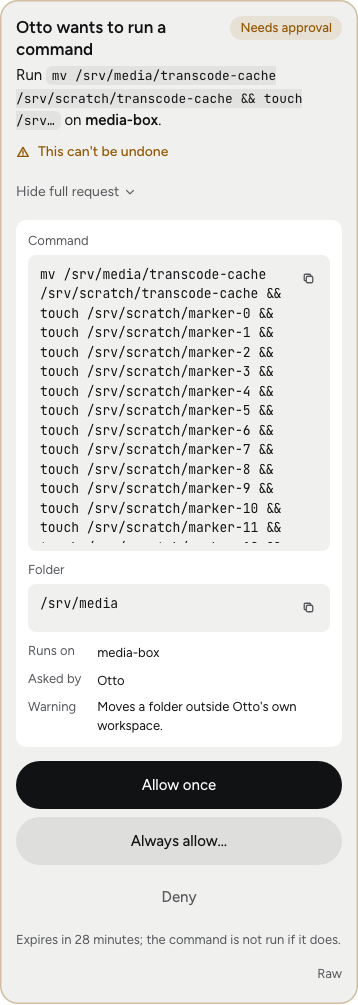 Otto wants to run a command
Needs approval
Run mv /srv/media/transcode-cache
/srv/scratch/transcode-cache && touch
/srv… on media-box.
This can't be undone
Hide full request
Command
mv /srv/media/transcode-cache
/srv/scratch/transcode-cache &&
touch /srv/scratch/marker-0 &&
touch /srv/scratch/marker-1 &&
touch /srv/scratch/marker-2 &&
touch /srv/scratch/marker-3 &&
touch /srv/scratch/marker-4 &&
touch /srv/scratch/marker-5 &&
touch /srv/scratch/marker-6 &&
touch /srv/scratch/marker-7 &&
touch /srv/scratch/marker-8 &&
touch /srv/scratch/marker-9 &&
touch /srv/scratch/marker-10 &&
touch /srv/scratch/marker-11 &&
Folder
/srv/media
Runs on media-box
Asked by Otto
Warning Moves a folder outside Otto's own
workspace.
Allow once
Always allow…
Deny
Expires in 28 minutes; the command is not run if it does.
Raw